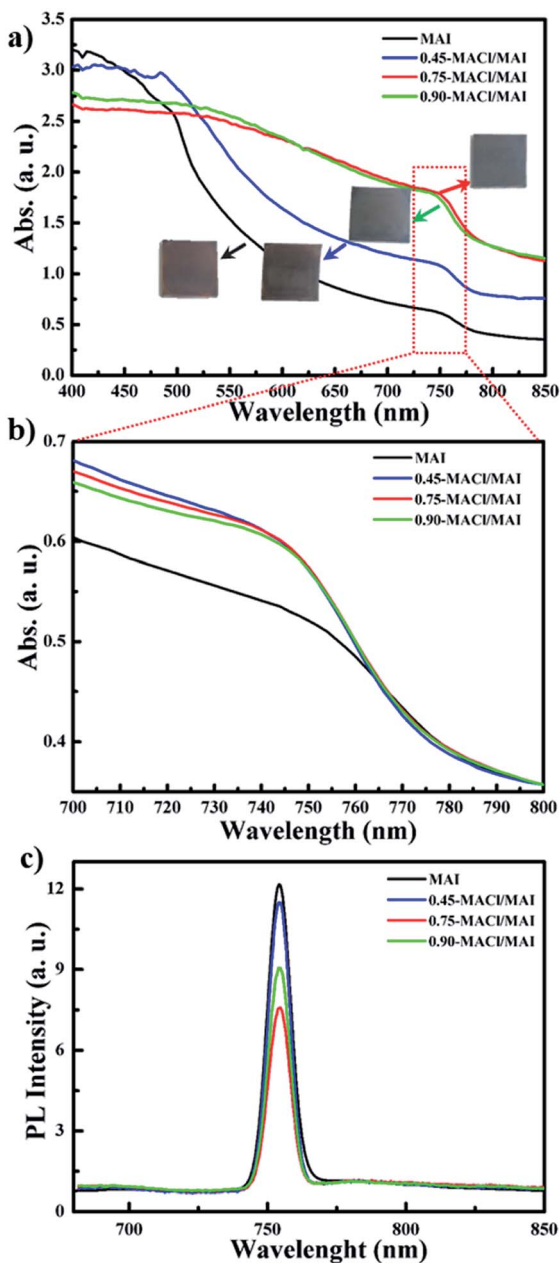 a)
MAI
0.45-MACl/MAI
0.75-MACl/MAI
0.90-MACl/MAI
3.5
3.0
2.5
2.0
1.5
1.0
0.5
0.0
Abs. (a. u.)
400 450 500 550 600 650 700 750 800 850
Wavelength (nm)
b)
MAI
0.45-MACl/MAI
0.75-MACl/MAI
0.90-MACl/MAI
0.7
0.6
0.5
0.4
Abs. (a. u.)
700 710 720 730 740 750 760 770 780 790 800
Wavelength (nm)
c)
MAI
0.45-MACl/MAI
0.75-MACl/MAI
0.90-MACl/MAI
12
9
6
3
0
PL Intensity (a. u.)
700 750 800 850
Wavelenght (nm)